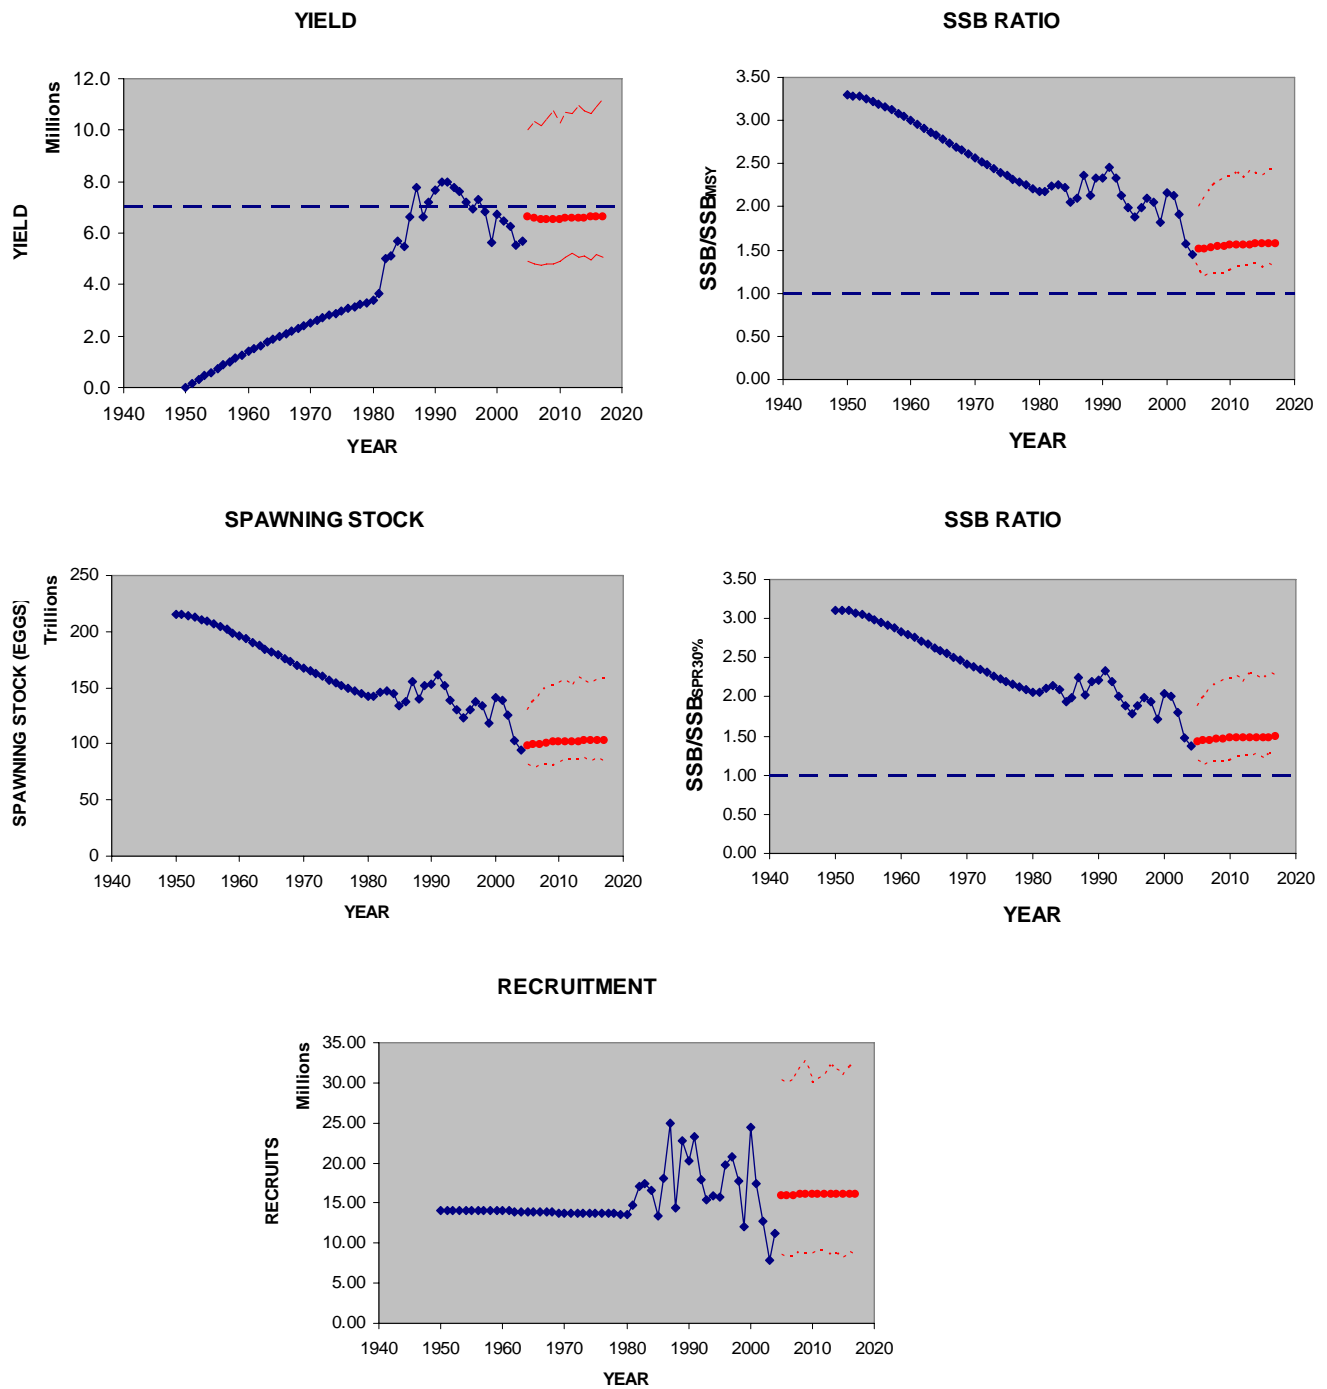 YIELD
Millions
YIELD
12.0
10.0
8.0
6.0
4.0
2.0
0.0
1940 1950 1960 1970 1980 1990 2000 2010 2020
YEAR
SSB RATIO
SSB/SSBMSY
3.50
3.00
2.50
2.00
1.50
1.00
0.50
0.00
1940 1950 1960 1970 1980 1990 2000 2010 2020
YEAR
SPAWNING STOCK
SPAWNING STOCK (EGGS)
Trillions
250
200
150
100
50
0
1940 1950 1960 1970 1980 1990 2000 2010 2020
YEAR
SSB RATIO
SSB/SSBSPR30%
3.50
3.00
2.50
2.00
1.50
1.00
0.50
0.00
1940 1950 1960 1970 1980 1990 2000 2010 2020
YEAR
RECRUITMENT
RECRUITS
Millions
35.00
30.00
25.00
20.00
15.00
10.00
5.00
0.00
1940 1950 1960 1970 1980 1990 2000 2010 2020
YEAR